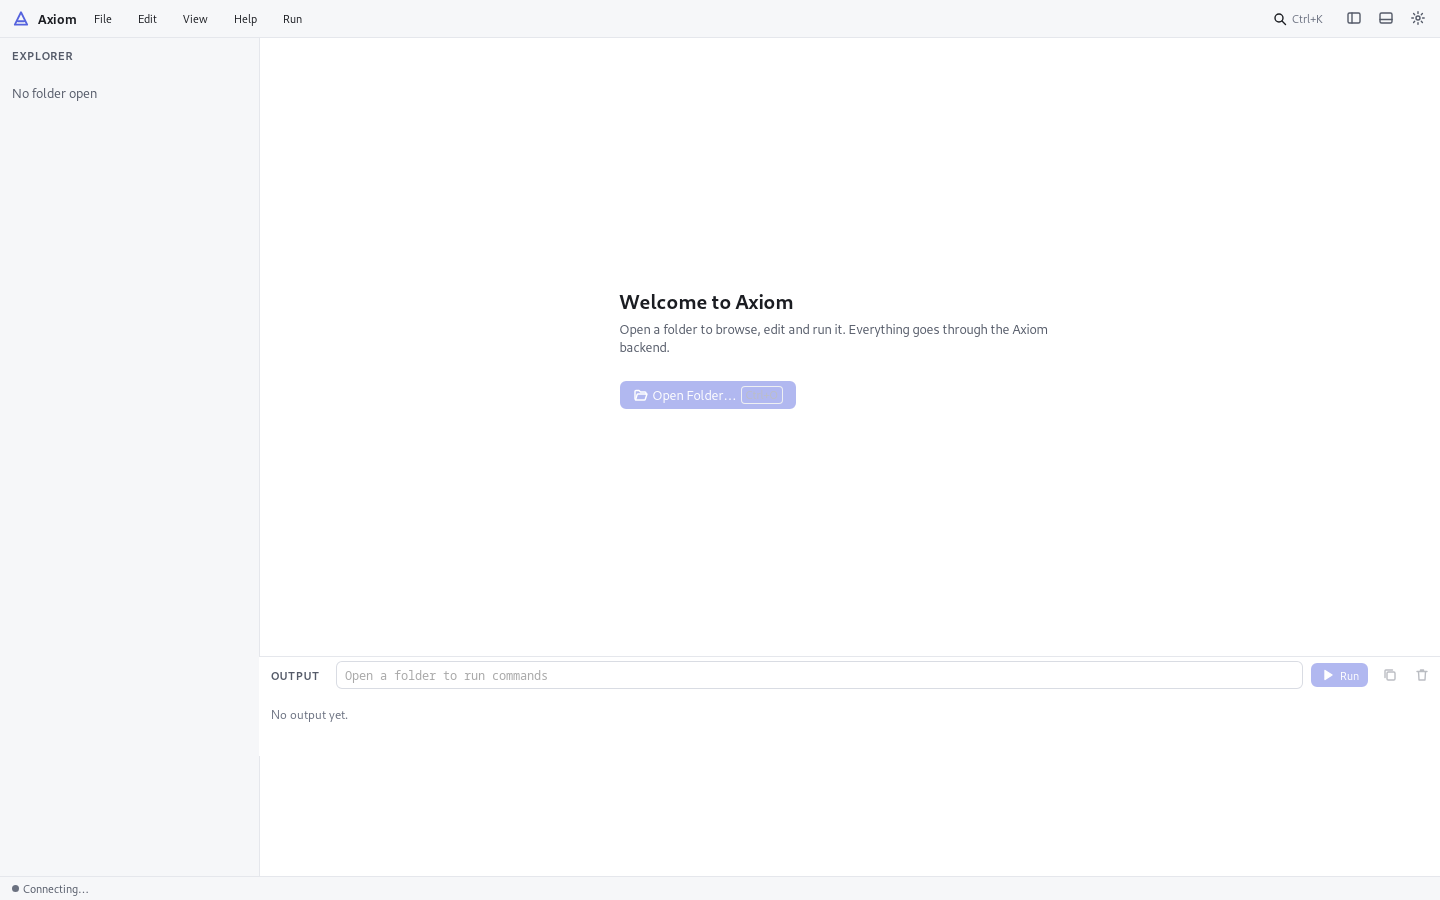 Axiom
File
Edit
View
Help
Run
Ctrl+K
EXPLORER
No folder open
Welcome to Axiom
Open a folder to browse, edit and run it. Everything goes through the Axiom
backend.
Open Folder…
OUTPUT
Open a folder to run commands
Run
No output yet.
Connecting…